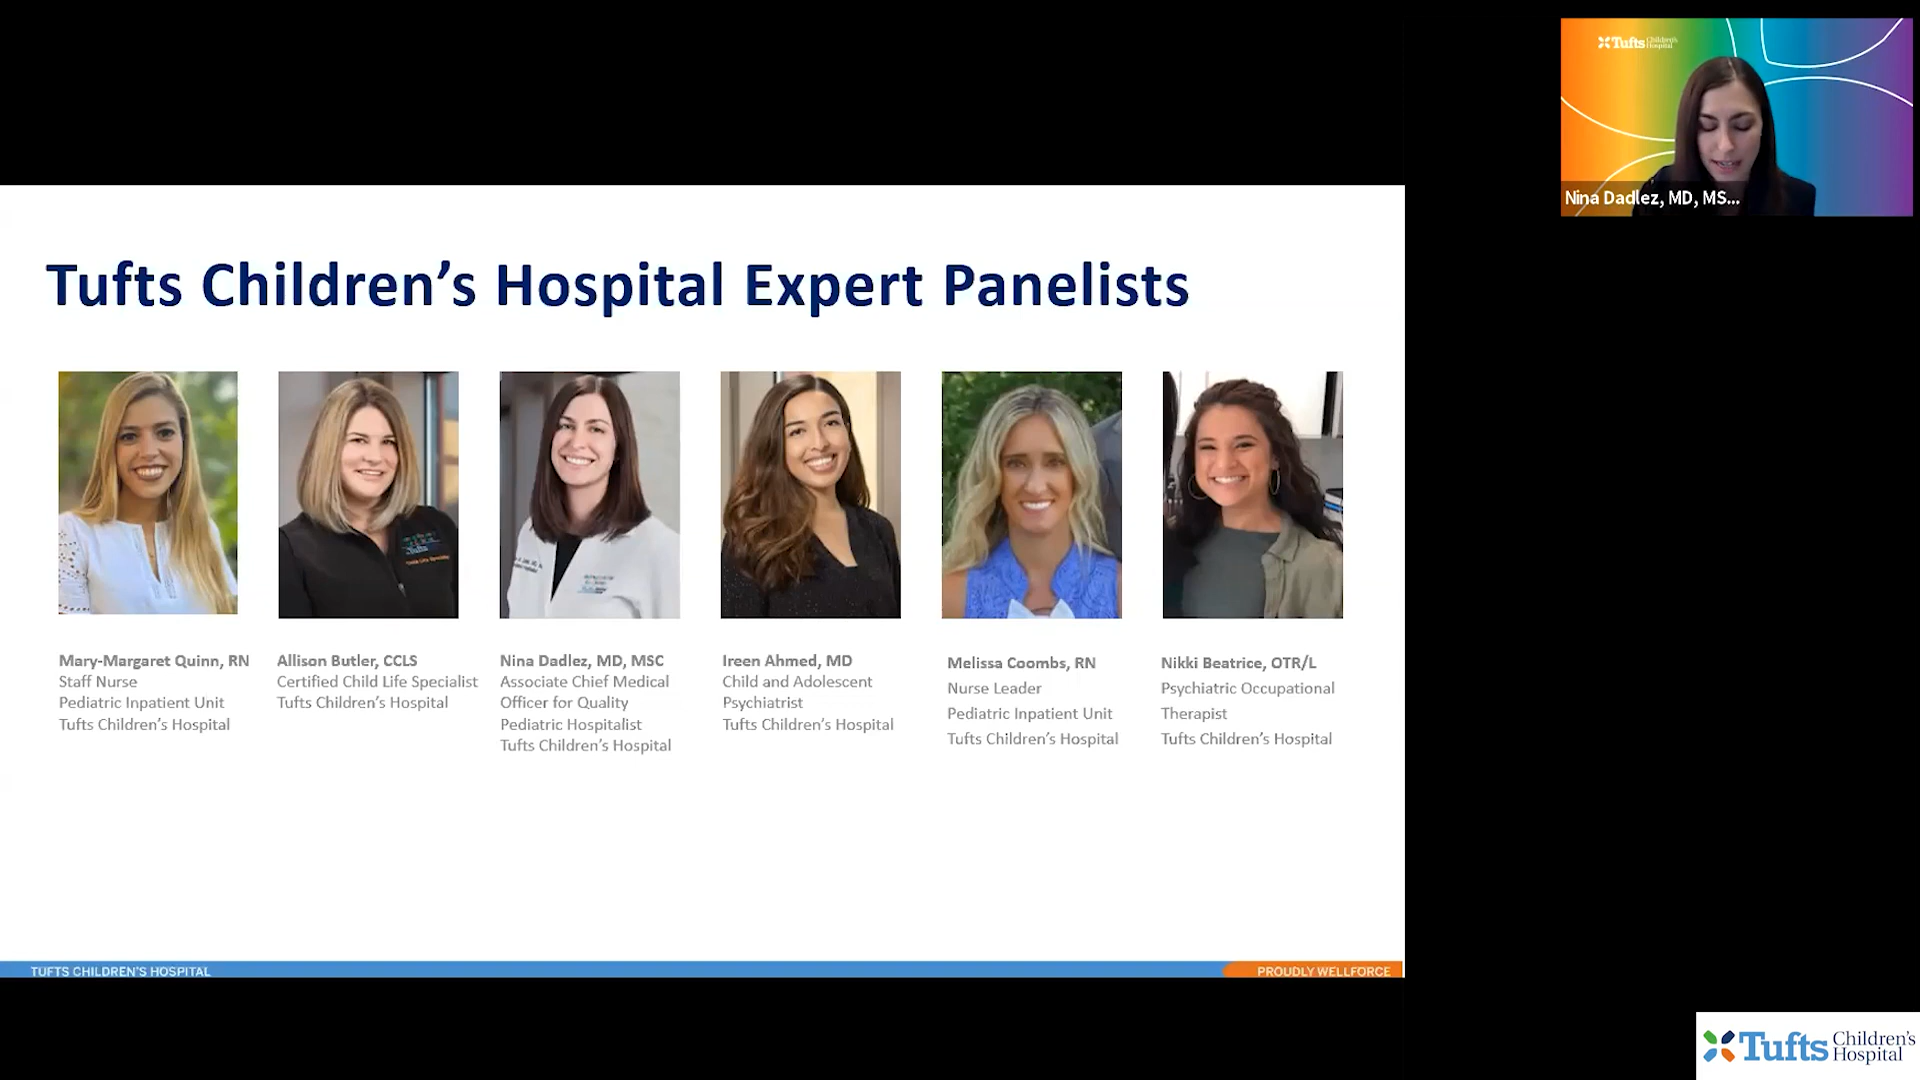 Tufts Children's Hospital
Nina Dadlez, MD, MS...
Tufts Children’s Hospital Expert Panelists
Mary-Margaret Quinn, RN
Staff Nurse
Pediatric Inpatient Unit
Tufts Children’s Hospital
Allison Butler, CCLS
Certified Child Life Specialist
Tufts Children’s Hospital
Nina Dadlez, MD, MSC
Associate Chief Medical
Officer for Quality
Pediatric Hospitalist
Tufts Children’s Hospital
Ireen Ahmed, MD
Child and Adolescent
Psychiatrist
Tufts Children’s Hospital
Melissa Coombs, RN
Nurse Leader
Pediatric Inpatient Unit
Tufts Children’s Hospital
Nikki Beatrice, OTR/L
Psychiatric Occupational
Therapist
Tufts Children’s Hospital
TUFTS CHILDREN'S HOSPITAL
PROUDLY WELLFORCE
Tufts Children's
Hospital